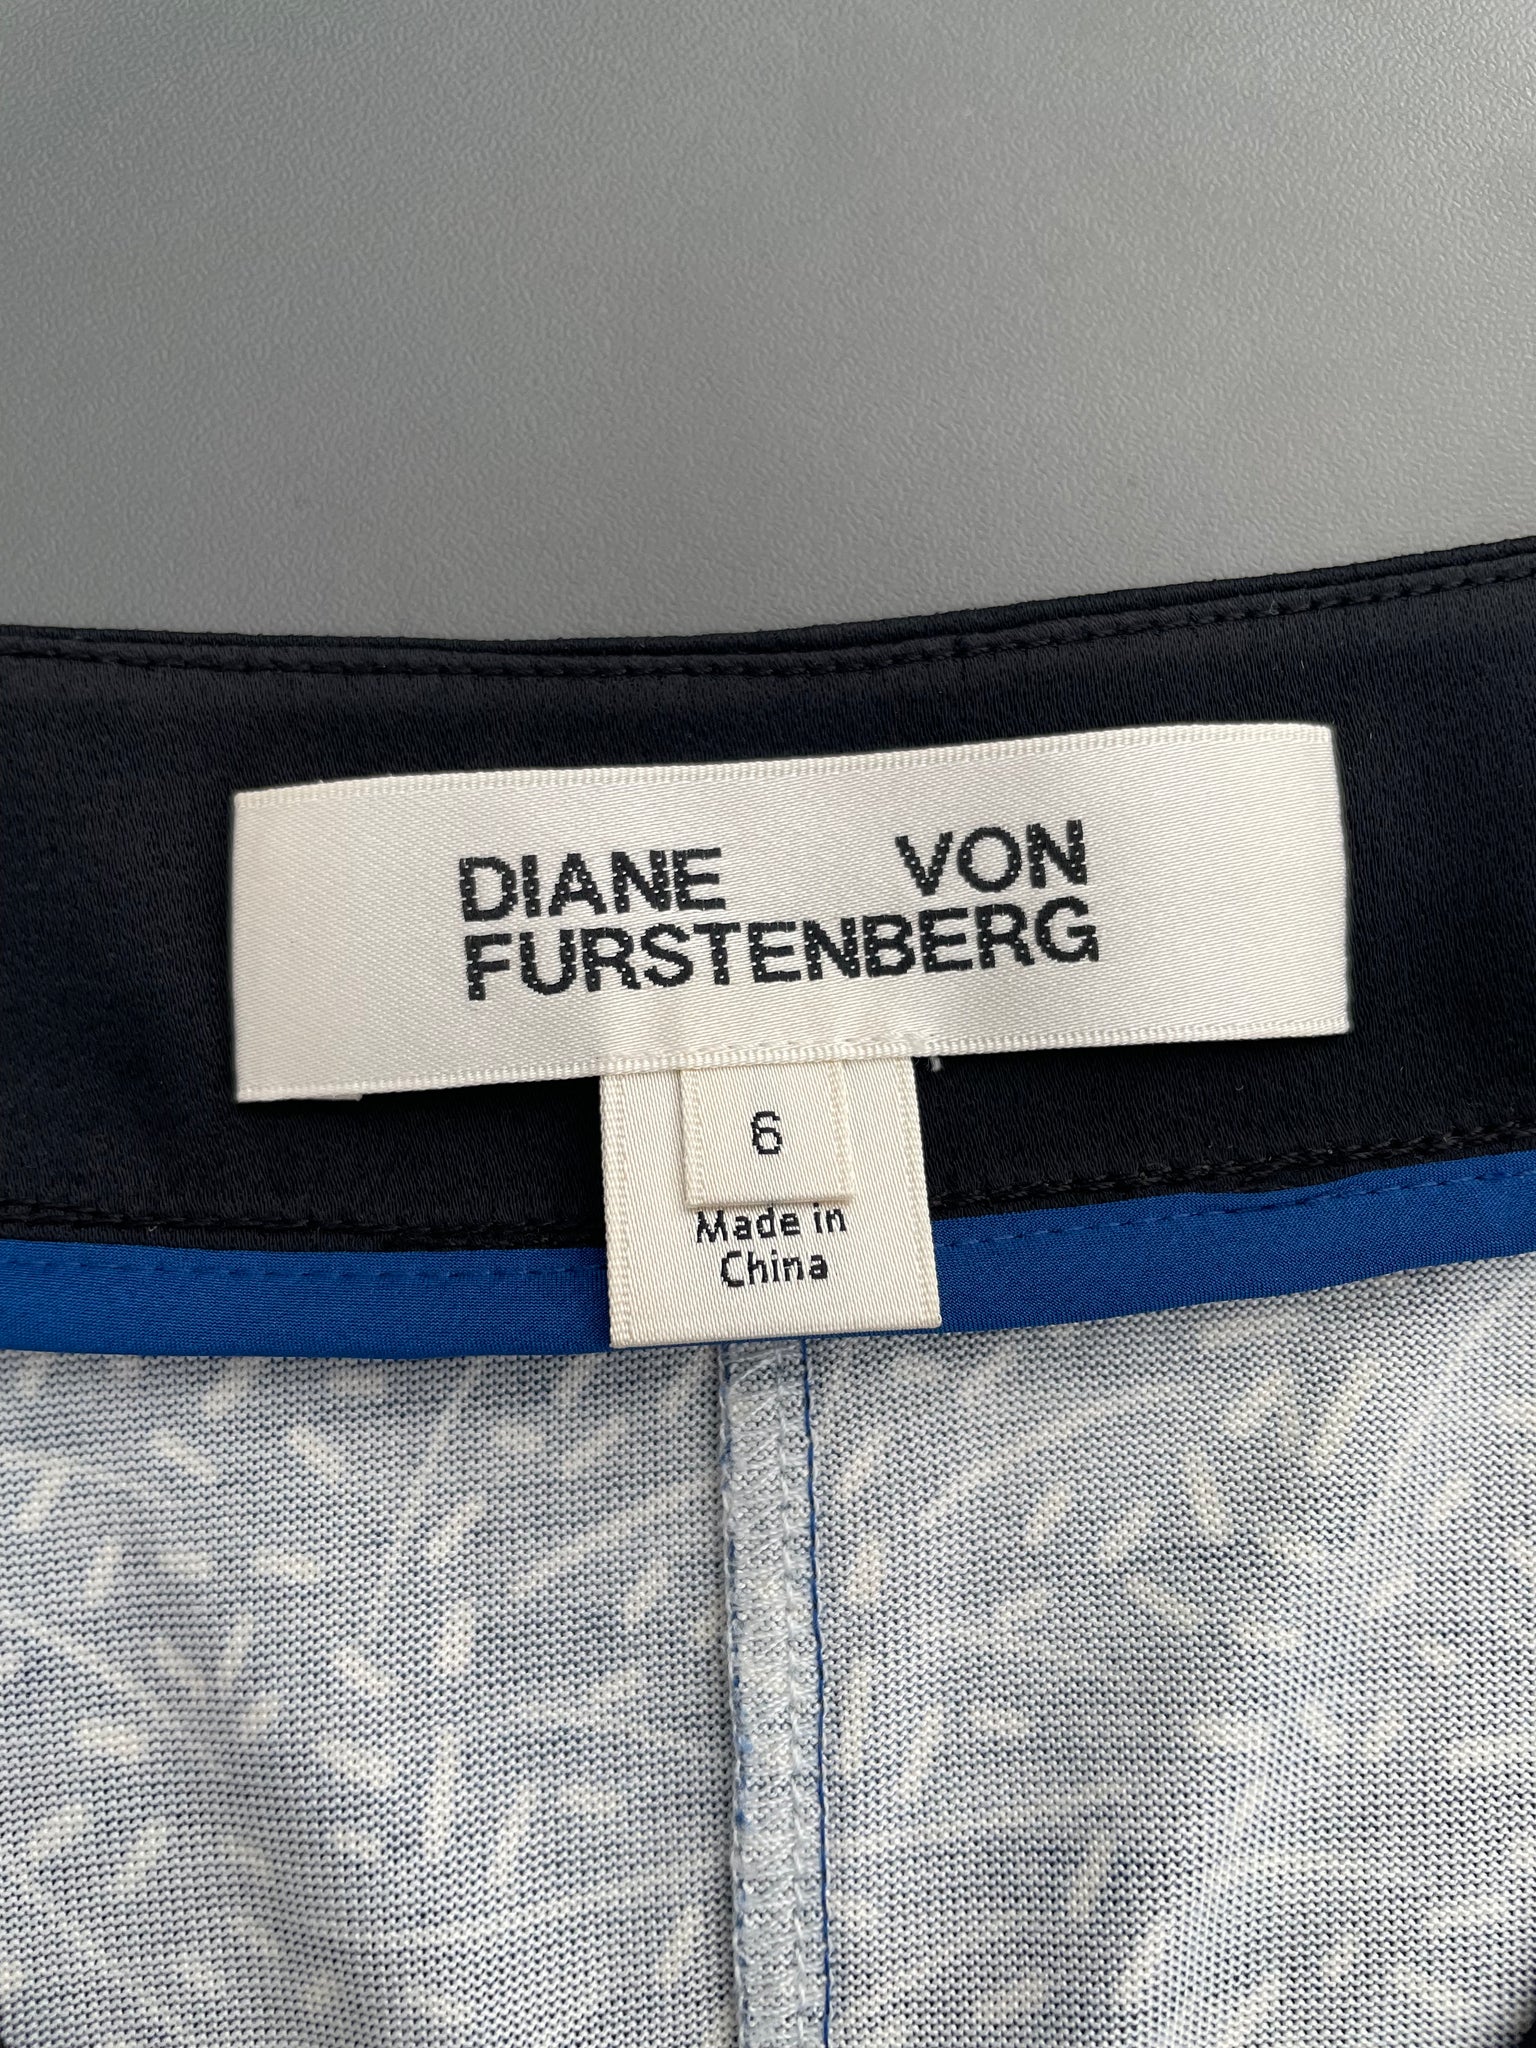 DIANE VON
FURSTENBERG
6
Made in
China